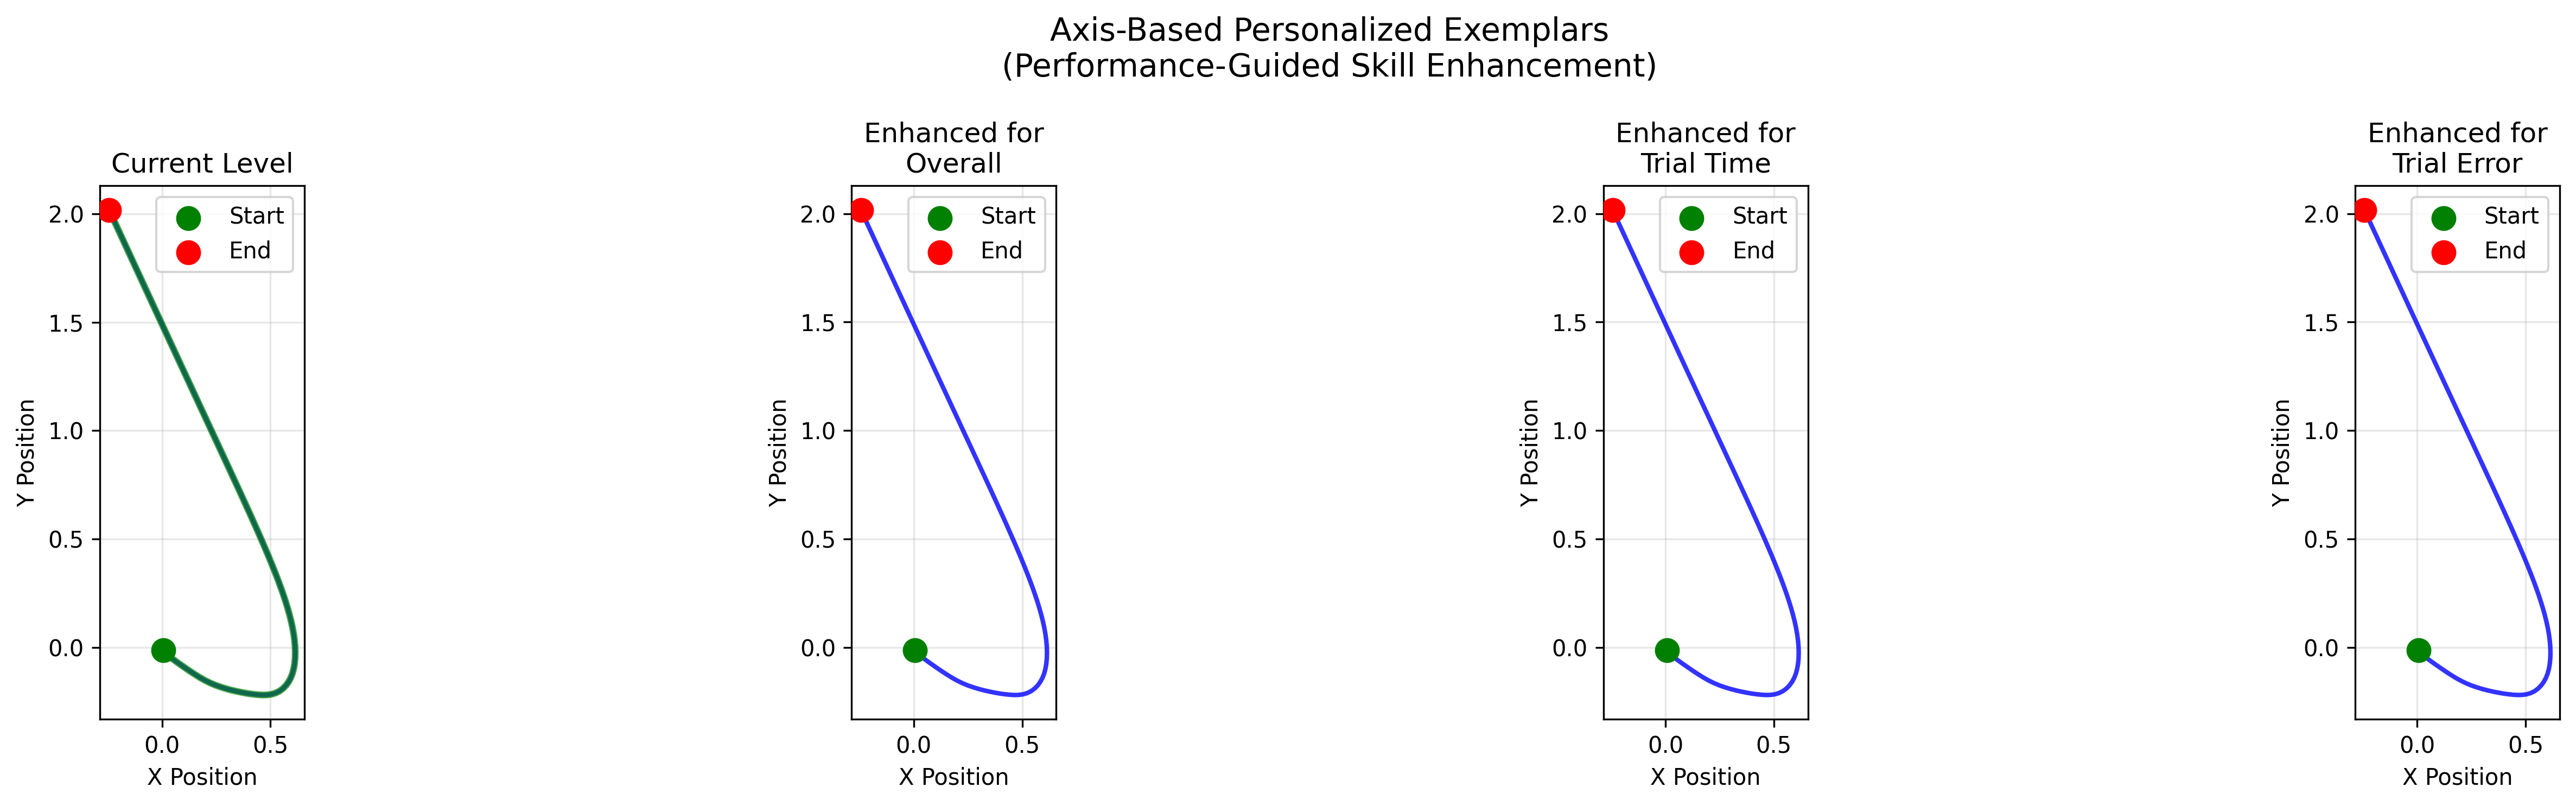 Axis-Based Personalized Exemplars
(Performance-Guided Skill Enhancement)
Current Level
Start
End
2.0
1.5
1.0
0.5
0.0
Y Position
0.0 0.5
X Position
Enhanced for
Overall
Start
End
2.0
1.5
1.0
0.5
0.0
Y Position
0.0 0.5
X Position
Enhanced for
Trial Time
Start
End
2.0
1.5
1.0
0.5
0.0
Y Position
0.0 0.5
X Position
Enhanced for
Trial Error
Start
End
2.0
1.5
1.0
0.5
0.0
Y Position
0.0 0.5
X Position